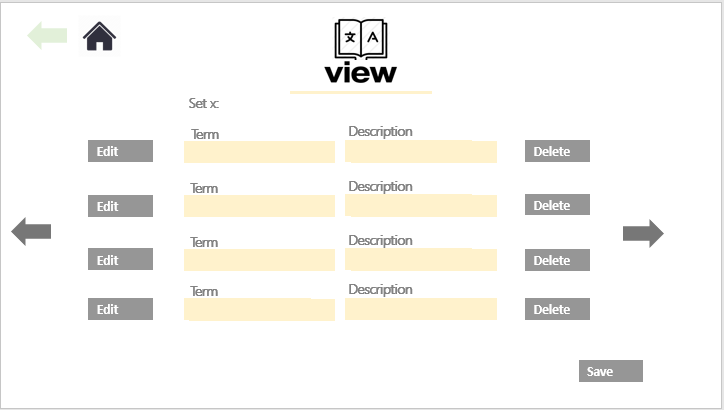 文 A
view
Set x:
Term Description
Edit Delete
Term Description
Edit Delete
Term Description
Edit Delete
Term Description
Edit Delete
Save